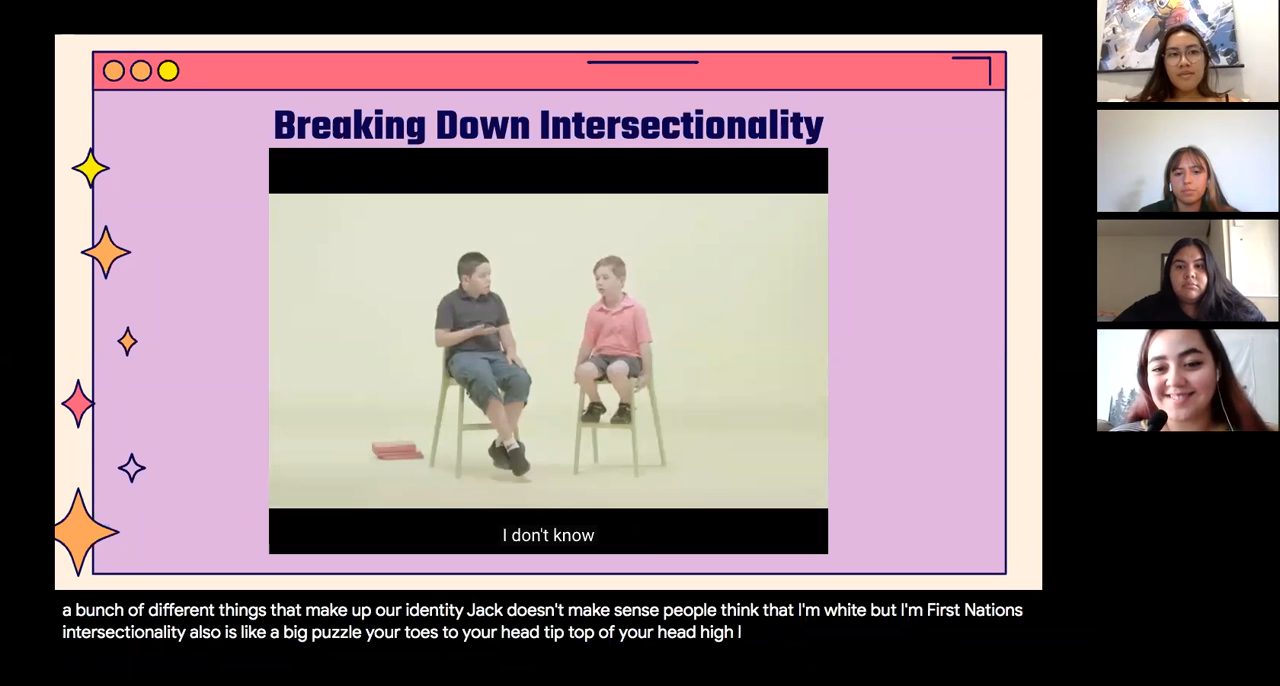 Breaking Down Intersectionality
I don't know
a bunch of different things that make up our identity Jack doesn't make sense people think that I'm white but I'm First Nations
intersectionality also is like a big puzzle your toes to your head tip top of your head high I